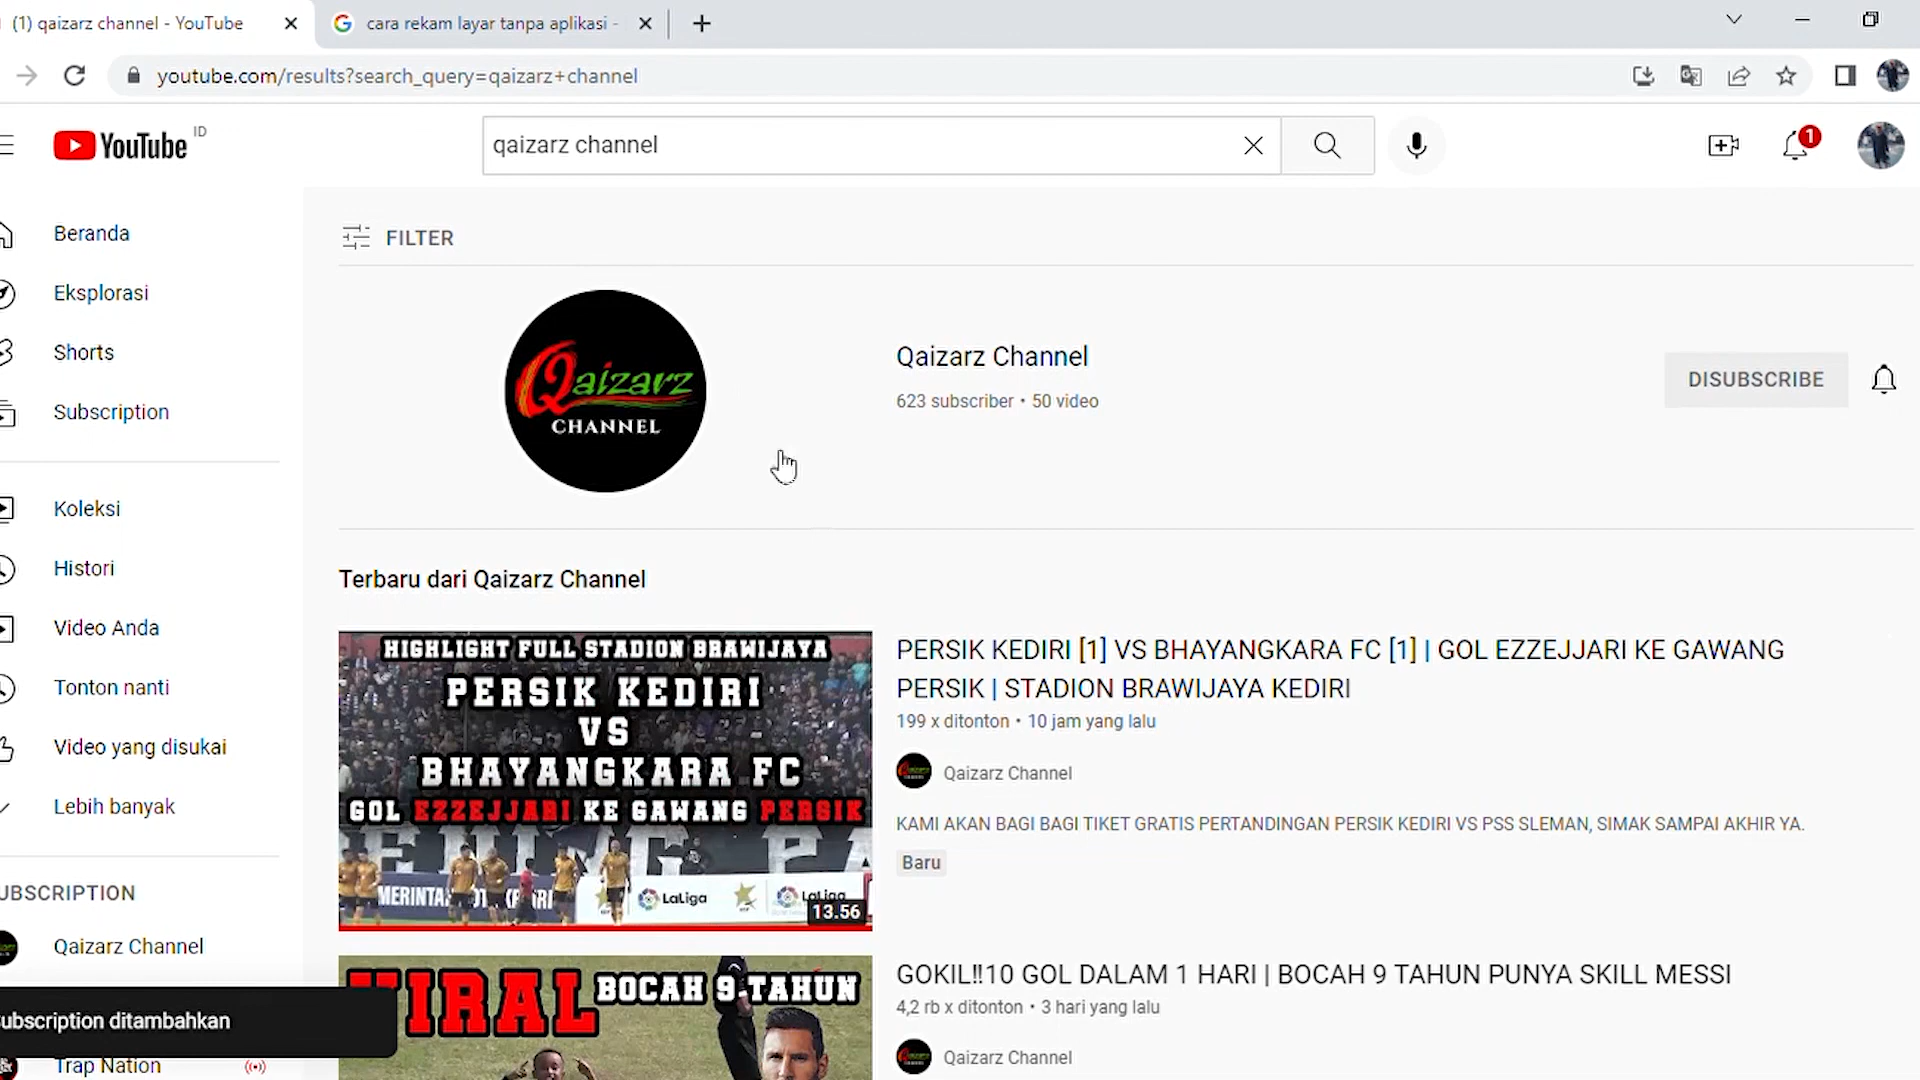 (1) qaizarz channel - YouTube
cara rekam layar tanpa aplikasi -
youtube.com/results?search_query=qaizarz+channel
YouTube ID
qaizarz channel
1
Beranda
Eksplorasi
Shorts
Subscription
Koleksi
Histori
Video Anda
Tonton nanti
Video yang disukai
Lebih banyak
UBSCRIPTION
Qaizarz Channel
ubscription ditambahkan
Trap Nation
FILTER
Qaizarz
CHANNEL
Qaizarz Channel
623 subscriber • 50 video
DISUBSCRIBE
Terbaru dari Qaizarz Channel
HIGHLIGHT FULL STADION BRAWIJAYA
PERSIK KEDIRI
VS
BHAYANGKARA FC
GOL EZZEJJARI KE GAWANG PERSIK
LaLiga
LaLiga
13.56
PERSIK KEDIRI [1] VS BHAYANGKARA FC [1] | GOL EZZEJJARI KE GAWANG
PERSIK | STADION BRAWIJAYA KEDIRI
199 x ditonton • 10 jam yang lalu
Qaizarz Channel
KAMI AKAN BAGI BAGI TIKET GRATIS PERTANDINGAN PERSIK KEDIRI VS PSS SLEMAN, SIMAK SAMPAI AKHIR YA.
Baru
VIRAL BOCAH 9 TAHUN
GOKIL!!10 GOL DALAM 1 HARI | BOCAH 9 TAHUN PUNYA SKILL MESSI
4,2 rb x ditonton • 3 hari yang lalu
Qaizarz Channel